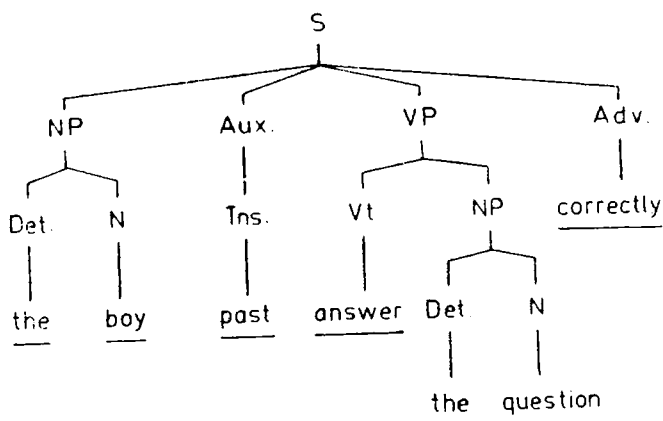 S
NP Aux. VP Adv.
Det. N Tns. Vt NP correctly
the boy past answer Det. N
the question